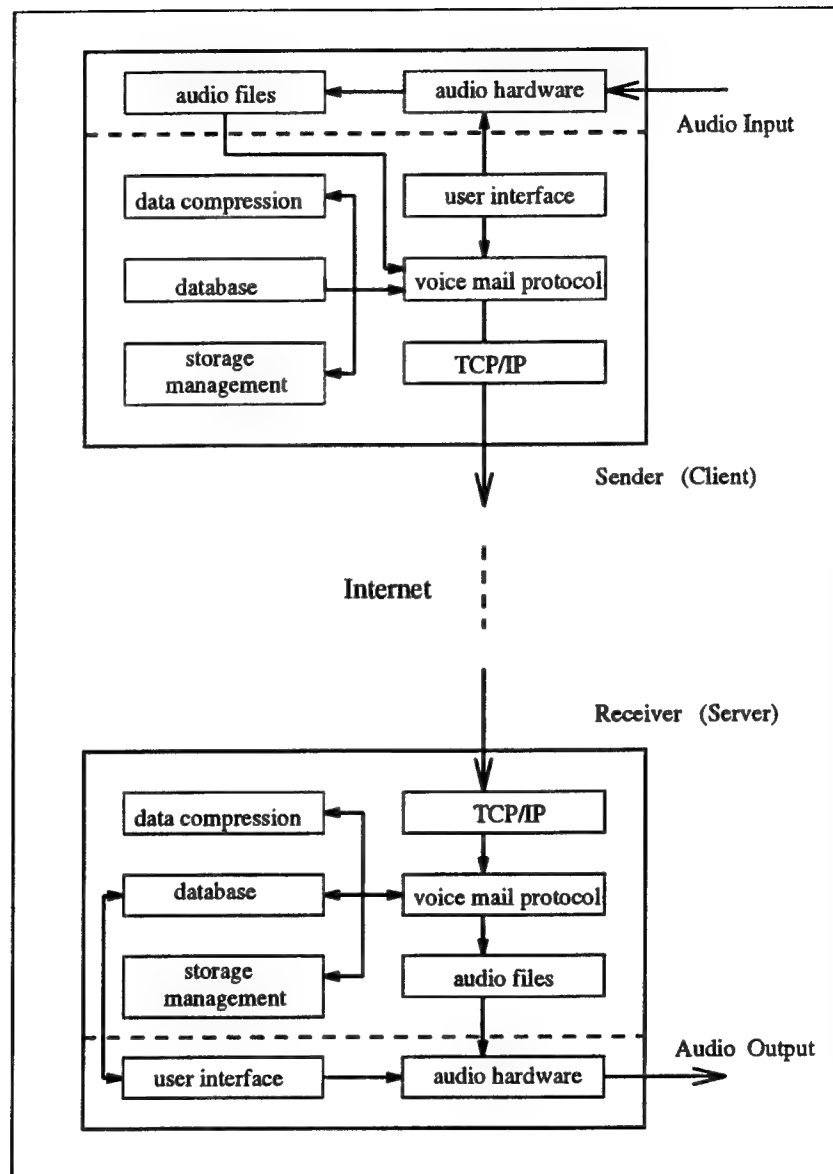 audio files
audio hardware
Audio Input
data compression
user interface
database
voice mail protocol
storage
management
TCP/IP
Sender (Client)
Internet
Receiver (Server)
data compression
TCP/IP
database
voice mail protocol
storage
management
audio files
user interface
audio hardware
Audio Output